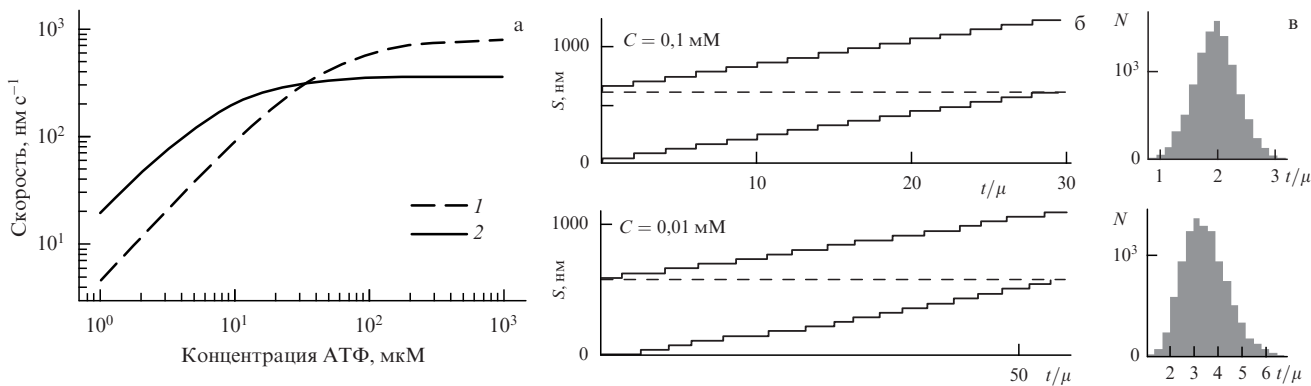 а
Скорость, нм с⁻¹
10³
10²
10¹
1
2
10⁰ 10¹ 10² 10³
Концентрация АТФ, мкМ
б
C = 0,1 мМ
S, нм
1000
0
10 20 30
t/μ
C = 0,01 мМ
S, нм
1000
0
50 t/μ
в
N
10³
0
1 2 3 t/μ
N
10³
0
2 3 4 5 6 t/μ